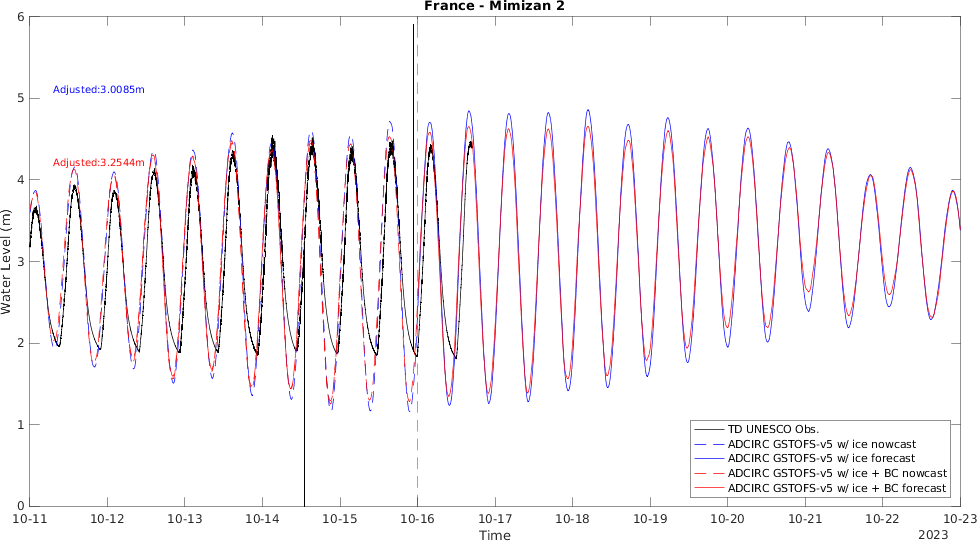 France - Mimizan 2
6
5
4
3
2
1
0
Water Level (m)
Adjusted:3.0085m
Adjusted:3.2544m
TD UNESCO Obs.
ADCIRC GSTOFS-v5 w/ ice nowcast
ADCIRC GSTOFS-v5 w/ ice forecast
ADCIRC GSTOFS-v5 w/ ice + BC nowcast
ADCIRC GSTOFS-v5 w/ ice + BC forecast
10-11 10-12 10-13 10-14 10-15 10-16 10-17 10-18 10-19 10-20 10-21 10-22 10-23
Time
2023